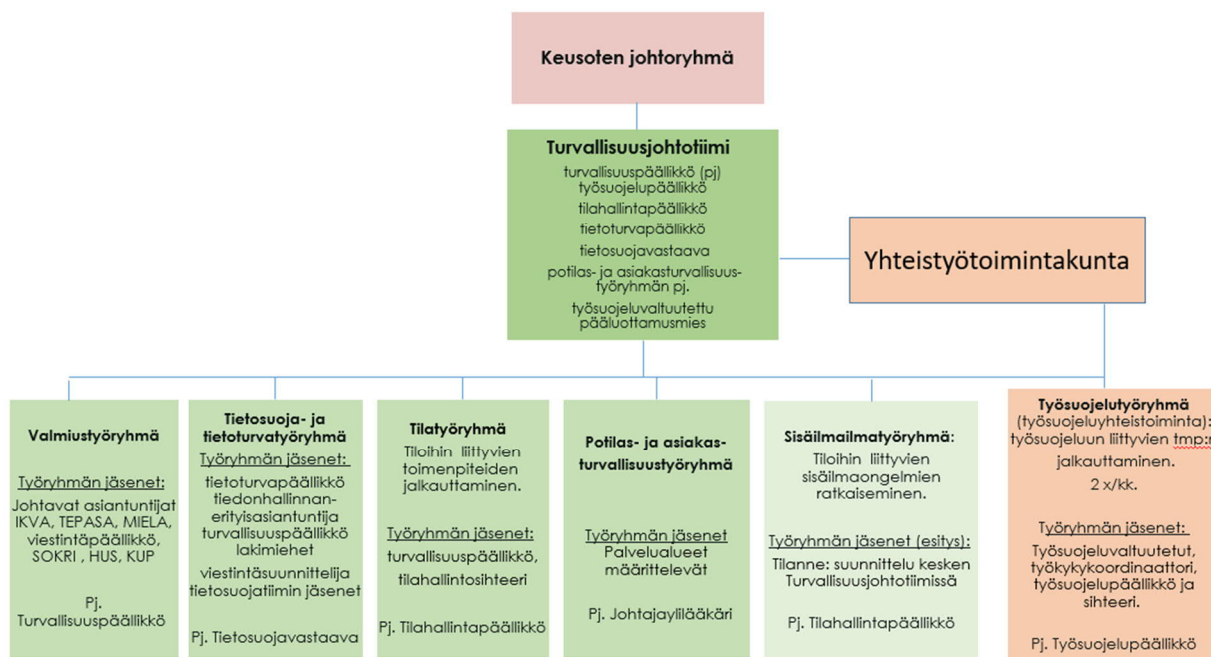 Keusoten johtoryhmä
Turvallisuusjohtotiimi
turvallisuuspäällikkö (pj)
työsuojelupäällikkö
tilahallintapäällikkö
tietoturvapäällikkö
tietosuojavastaava
potilas- ja asiakasturvallisuus-
työryhmän pj.
työsuojeluvaltuutettu
pääluottamusmies
Yhteistyötoimintakunta
Valmiustyöryhmä
Työryhmän jäsenet:
Johtavat asiantuntijat
IKVA, TEPASA, MIELA,
viestintäpäällikkö,
SOKRI , HUS, KUP
Pj.
Turvallisuuspäällikkö
Tietosuoja- ja
tietoturvatyöryhmä
Työryhmän jäsenet:
tietoturvapäällikkö
tiedonhallinnan-
erityisasiantuntija
turvallisuuspäällikkö
lakimiehet
viestintäsuunnittelija
tietosuojatiimin jäsenet
Pj. Tietosuojavastaava
Tilatyöryhmä
Tiloihin liittyvien
toimenpiteiden
jalkauttaminen.
Työryhmän jäsenet:
turvallisuuspäällikkö,
tilahallintosihteeri
Pj. Tilahallintapäällikkö
Potilas- ja asiakas-
turvallisuustyöryhmä
Työryhmän jäsenet
Palvelualueet
määrittelevät
Pj. Johtajaylilääkäri
Sisäilmailmatyöryhmä:
Tiloihin liittyvien
sisäilmaongelmien
ratkaiseminen.
Työryhmän jäsenet (esitys):
Tilanne: suunnittelu kesken
Turvallisuusjohtotiimissä
Pj. Tilahallintapäällikkö
Työsuojelutyöryhmä
(työsuojeluyhteistoiminta):
työsuojeluun liittyvien tmp:n
jalkauttaminen.
2 x/kk.
Työryhmän jäsenet:
Työsuojeluvaltuutetut,
työkykykoordinaattori,
työsuojelupäällikkö ja
sihteeri.
Pj. Työsuojelupäällikkö